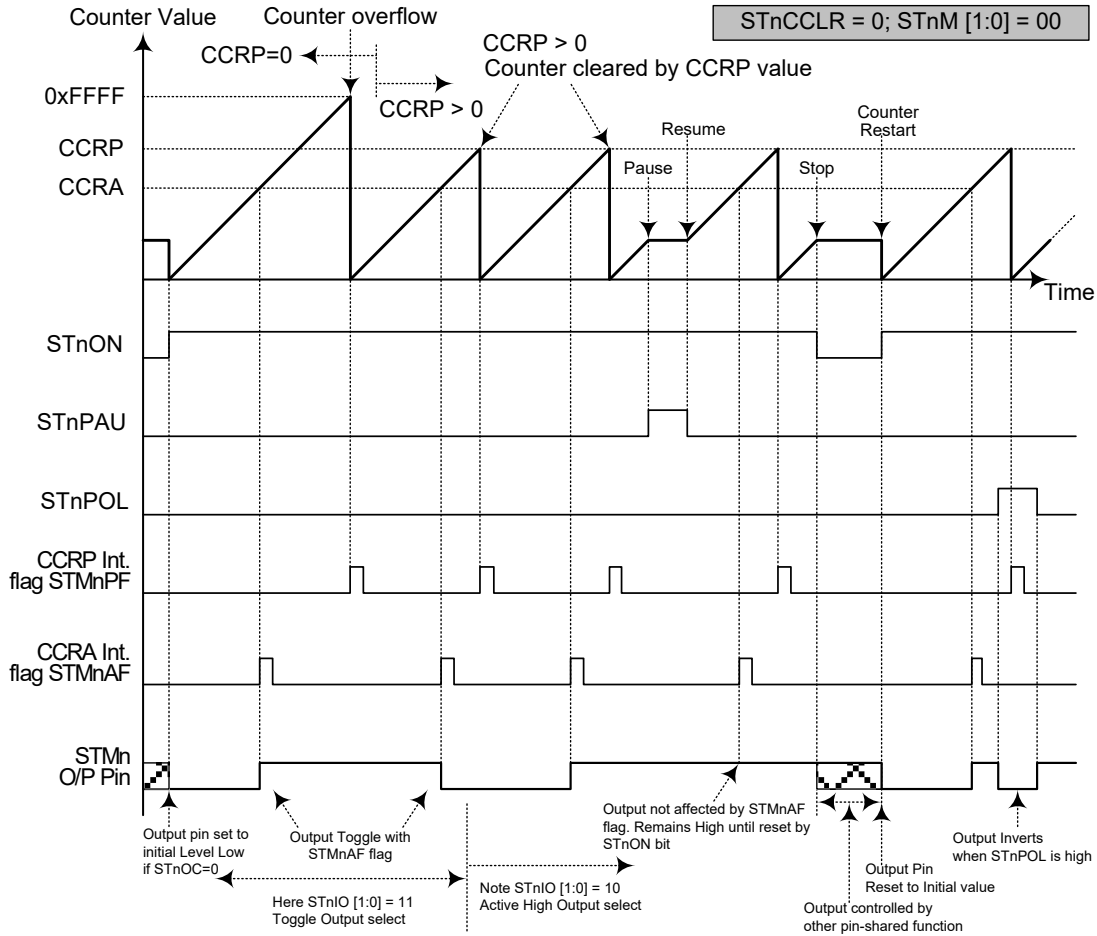 Counter Value
Counter overflow
STnCCLR = 0; STnM [1:0] = 00
CCRP=0
CCRP > 0
CCRP > 0
Counter cleared by CCRP value
0xFFFF
CCRP
CCRA
Pause
Resume
Stop
Counter
Restart
Time
STnON
STnPAU
STnPOL
CCRP Int.
flag STMnPF
CCRA Int.
flag STMnAF
STMn
O/P Pin
Output pin set to
initial Level Low
if STnOC=0
Output Toggle with
STMnAF flag
Here STnIO [1:0] = 11
Toggle Output select
Note STnIO [1:0] = 10
Active High Output select
Output not affected by STMnAF
flag. Remains High until reset by
STnON bit
Output controlled by
other pin-shared function
Output Pin
Reset to Initial value
Output Inverts
when STnPOL is high